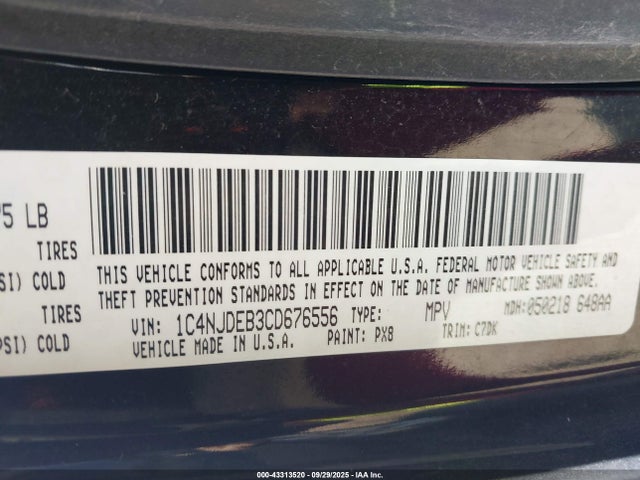 75 LB
TIRES
SI) COLD
TIRES
PSI) COLD
THIS VEHICLE CONFORMS TO ALL APPLICABLE U.S.A. FEDERAL MOTOR VEHICLE SAFETY AND
THEFT PREVENTION STANDARDS IN EFFECT ON THE DATE OF MANUFACTURE SHOWN ABOVE.
VIN: 1C4NJDEB3CD676556 TYPE: MPV MDH: 050218 648AA
VEHICLE MADE IN U.S.A. PAINT: PX8 TRIM: C7DK
000-43313520 - 09/29/2025 - IAA Inc.